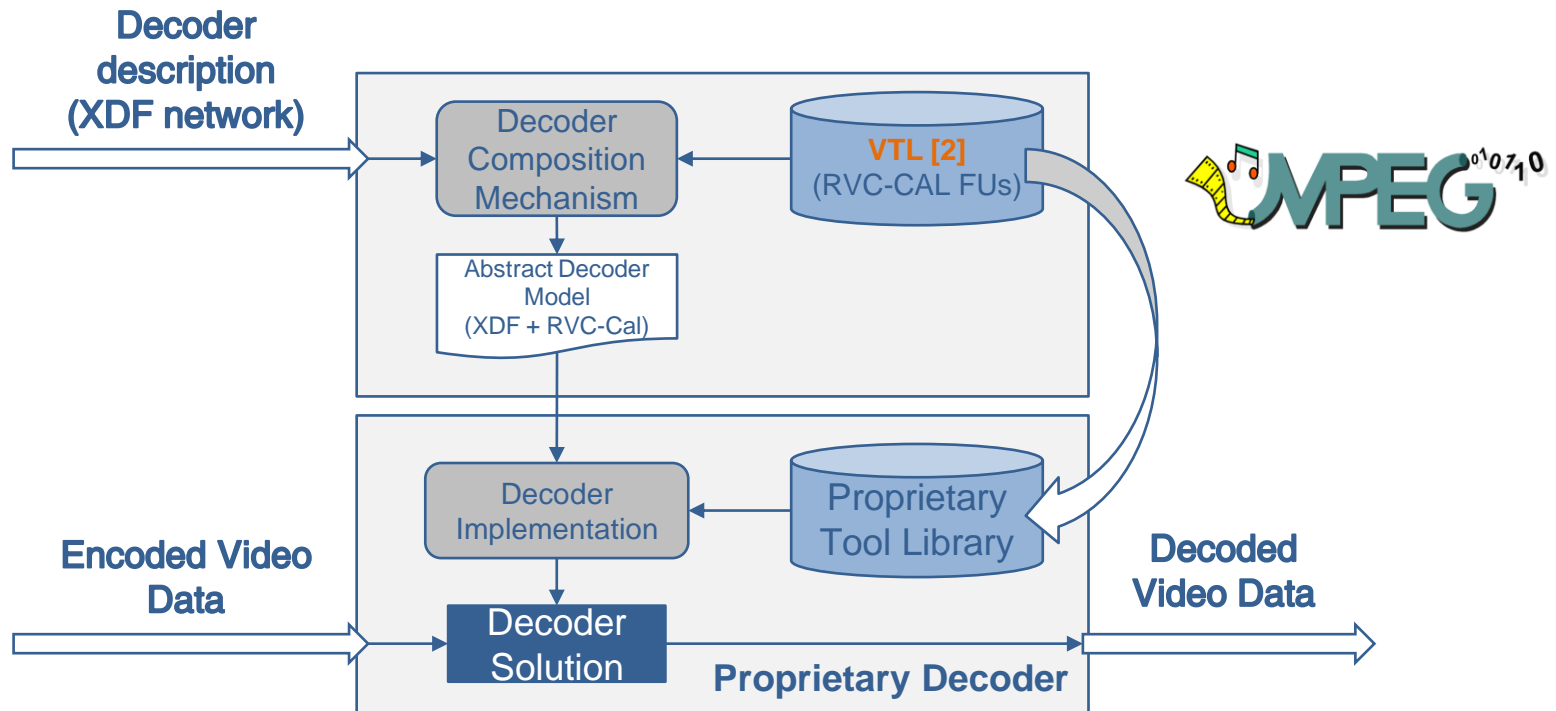 Decoder
description
(XDF network)
Decoder
Composition
Mechanism
VTL [2]
(RVC-CAL FUs)
MPEG
010110
Abstract Decoder
Model
(XDF + RVC-Cal)
Decoder
Implementation
Proprietary
Tool Library
Encoded Video
Data
Decoder
Solution
Decoded
Video Data
Proprietary Decoder